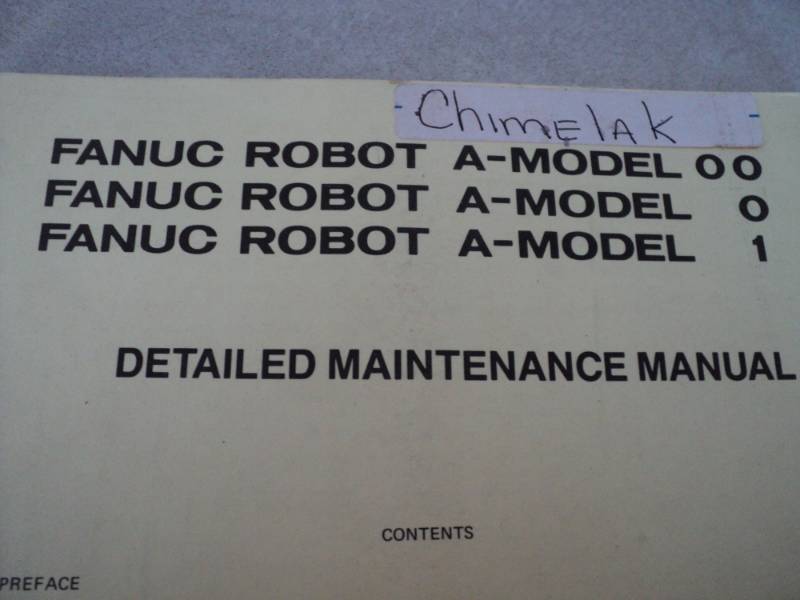 ChimElAK
FANUC ROBOT A-MODEL 00
FANUC ROBOT A-MODEL 0
FANUC ROBOT A-MODEL 1
DETAILED MAINTENANCE MANUAL
CONTENTS
PREFACE